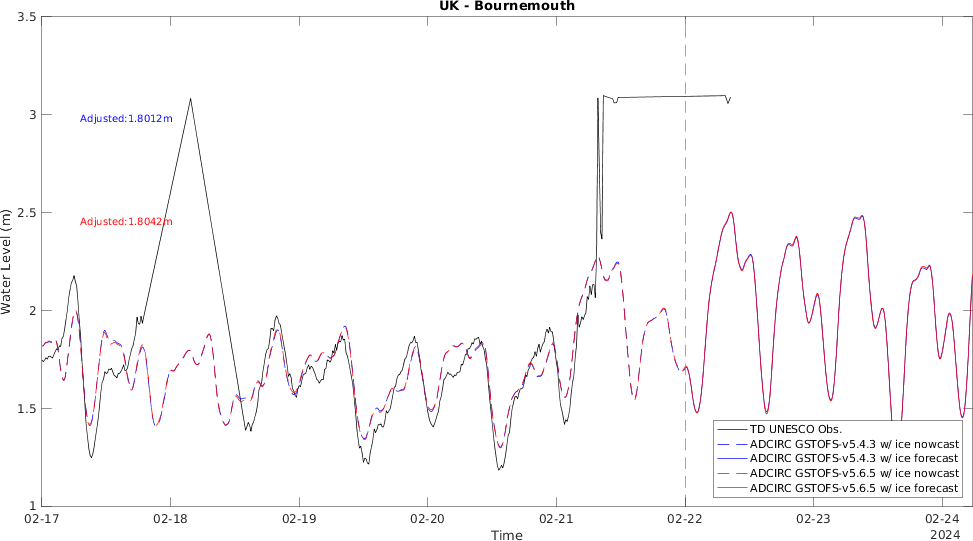 UK - Bournemouth
3.5
3
2.5
2
1.5
1
Water Level (m)
Adjusted:1.8012m
Adjusted:1.8042m
TD UNESCO Obs.
ADCIRC GSTOFS-v5.4.3 w/ ice nowcast
ADCIRC GSTOFS-v5.4.3 w/ ice forecast
ADCIRC GSTOFS-v5.6.5 w/ ice nowcast
ADCIRC GSTOFS-v5.6.5 w/ ice forecast
02-17 02-18 02-19 02-20 02-21 02-22 02-23 02-24
Time
2024